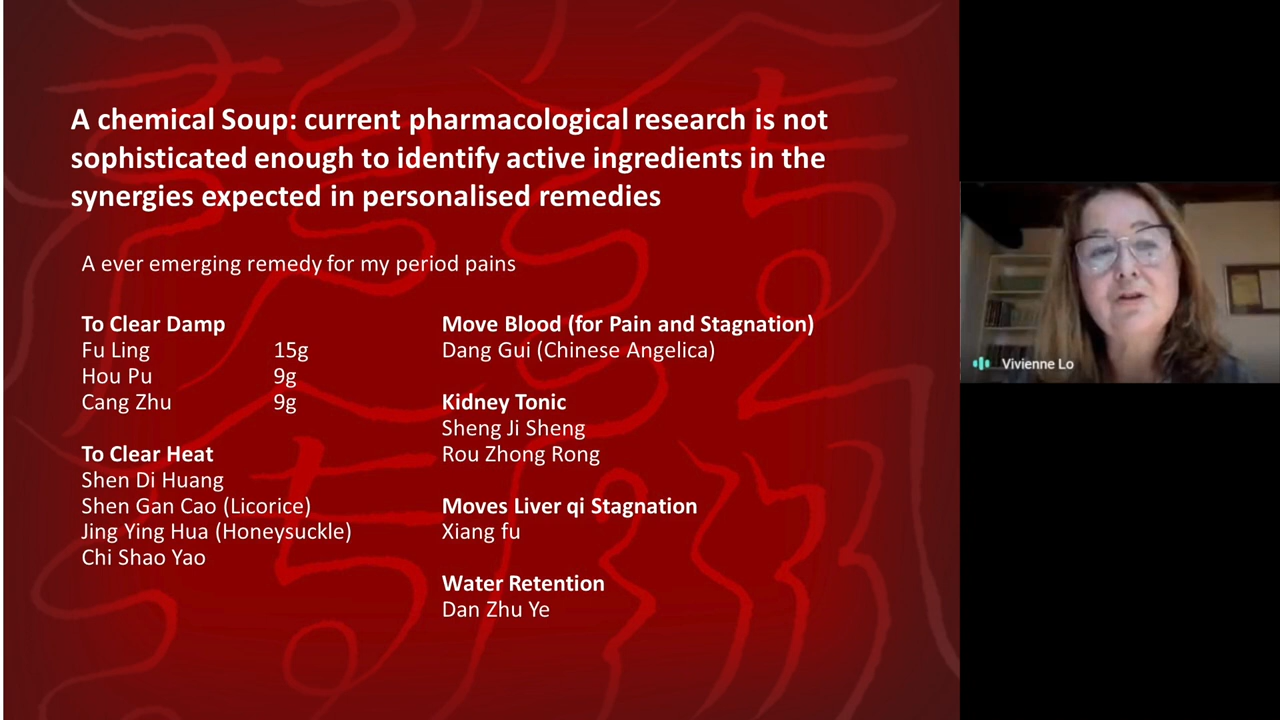 A chemical Soup: current pharmacological research is not
sophisticated enough to identify active ingredients in the
synergies expected in personalised remedies
A ever emerging remedy for my period pains
To Clear Damp
Fu Ling 15g
Hou Pu 9g
Cang Zhu 9g
To Clear Heat
Shen Di Huang
Shen Gan Cao (Licorice)
Jing Ying Hua (Honeysuckle)
Chi Shao Yao
Move Blood (for Pain and Stagnation)
Dang Gui (Chinese Angelica)
Kidney Tonic
Sheng Ji Sheng
Rou Zhong Rong
Moves Liver qi Stagnation
Xiang fu
Water Retention
Dan Zhu Ye
Vivienne Lo